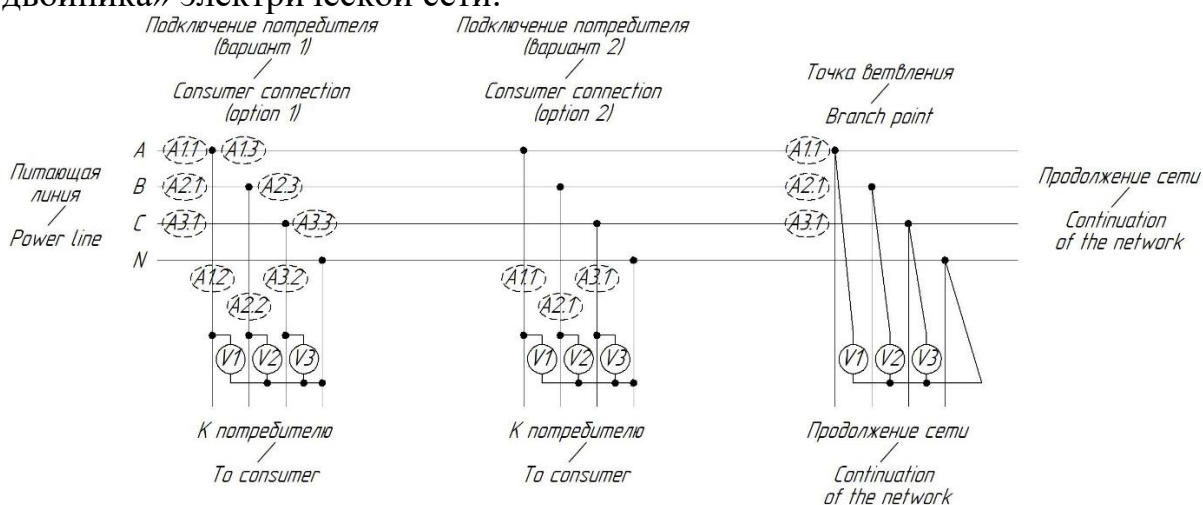 двойника» электрической сети.
Подключение потребителя
(вариант 1)
Consumer connection
(option 1)
Подключение потребителя
(вариант 2)
Consumer connection
(option 2)
Точка ветвления
Branch point
Питающая
линия
Power line
A
B
C
N
A1.1
A1.3
A2.1
A2.3
A3.1
A3.3
A1.2
A3.2
A2.2
V1
V2
V3
К потребителю
To consumer
A1.1
A3.1
A2.1
V1
V2
V3
К потребителю
To consumer
A1.1
A2.1
A3.1
V1
V2
V3
Продолжение сети
Continuation
of the network
Продолжение сети
Continuation
of the network